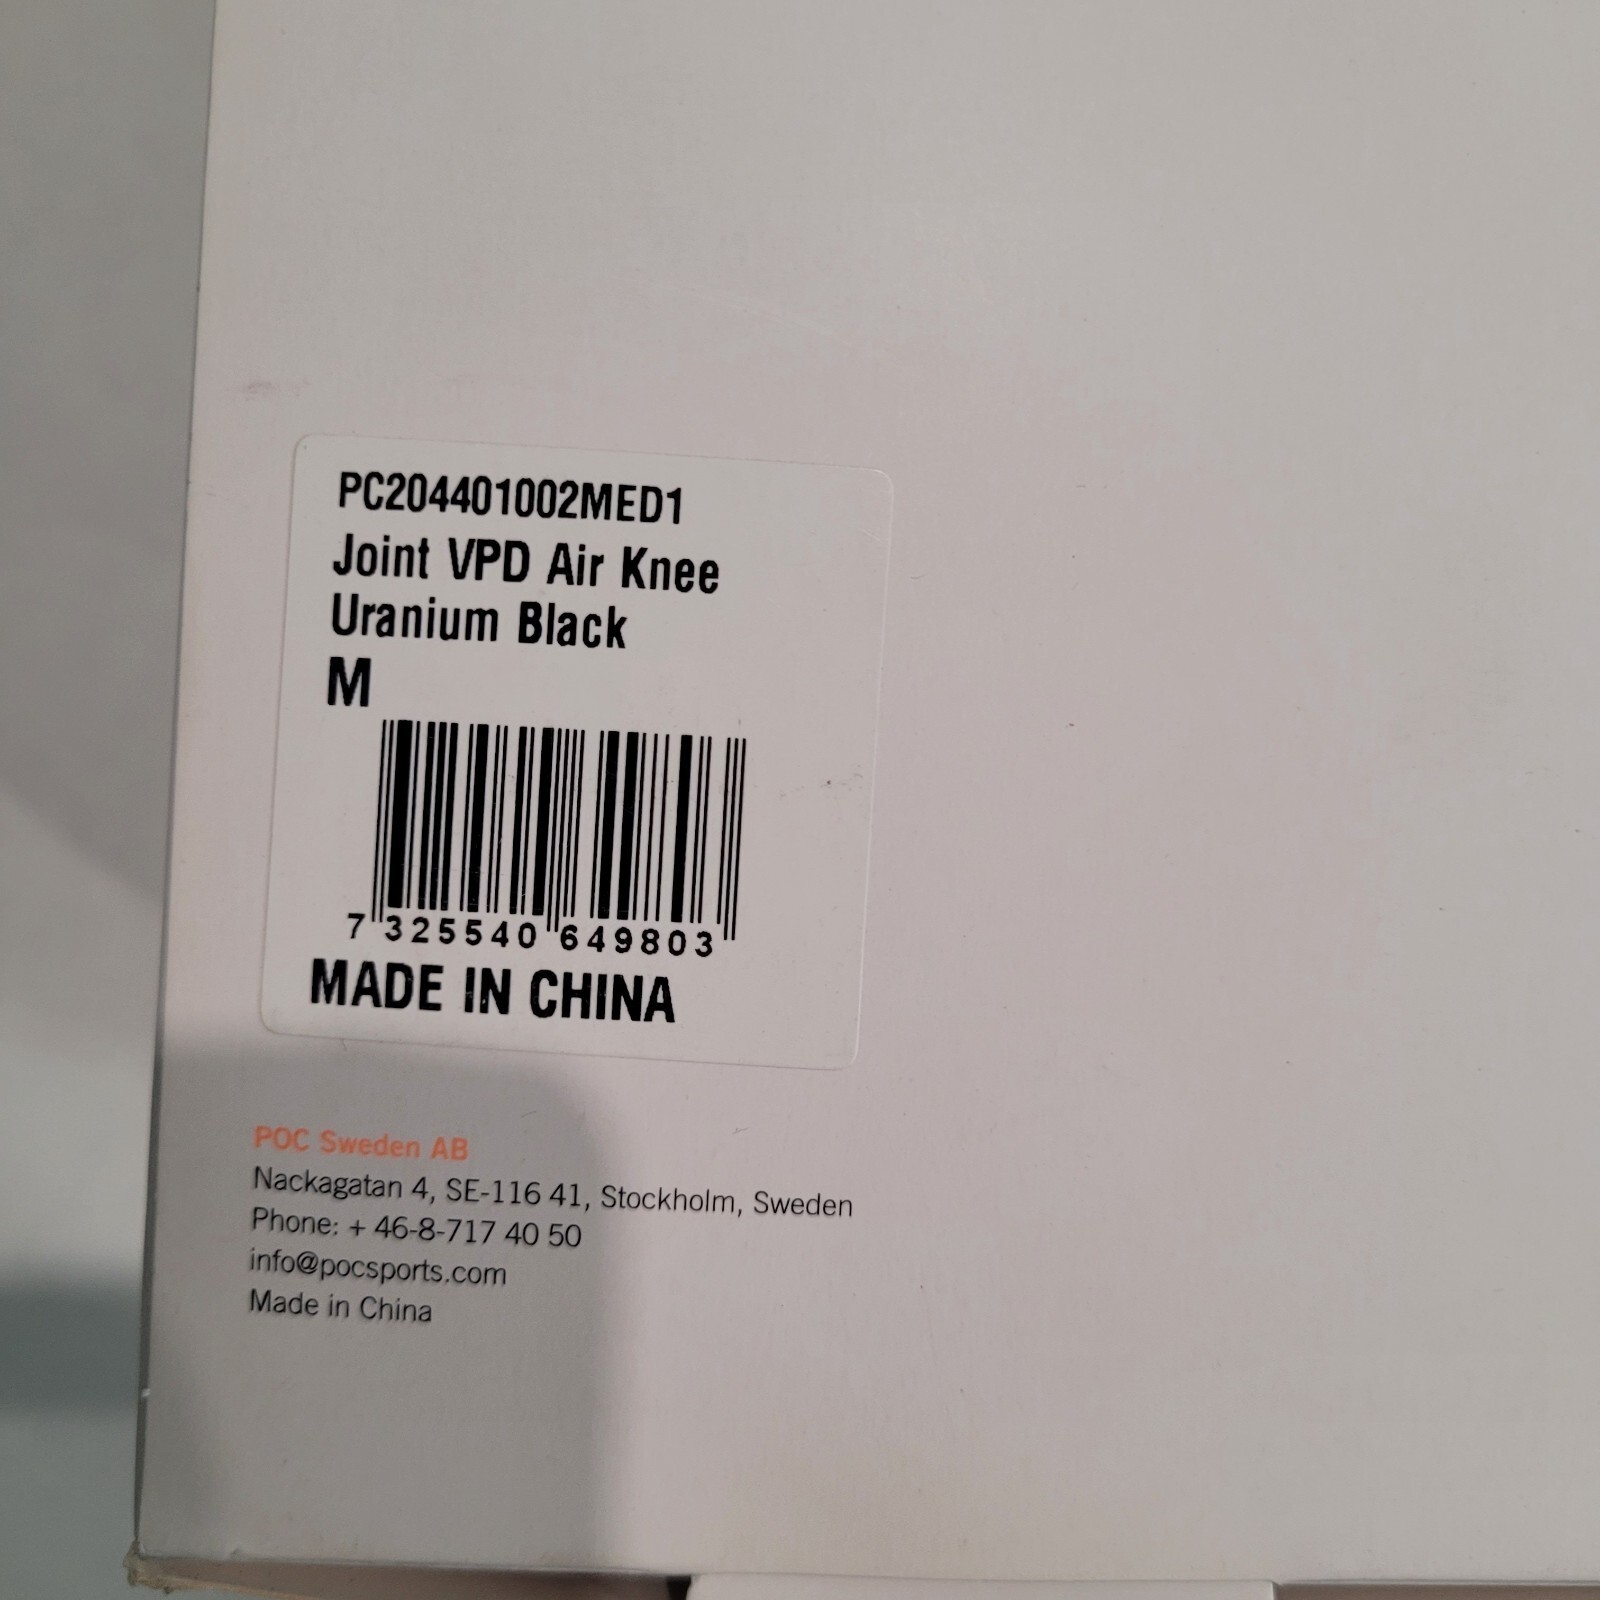 PC204401002MED1
Joint VPD Air Knee
Uranium Black
M
7 325540 649803
MADE IN CHINA
POC Sweden AB
Nackagatan 4, SE-116 41, Stockholm, Sweden
Phone: + 46-8-717 40 50
info@pocsports.com
Made in China